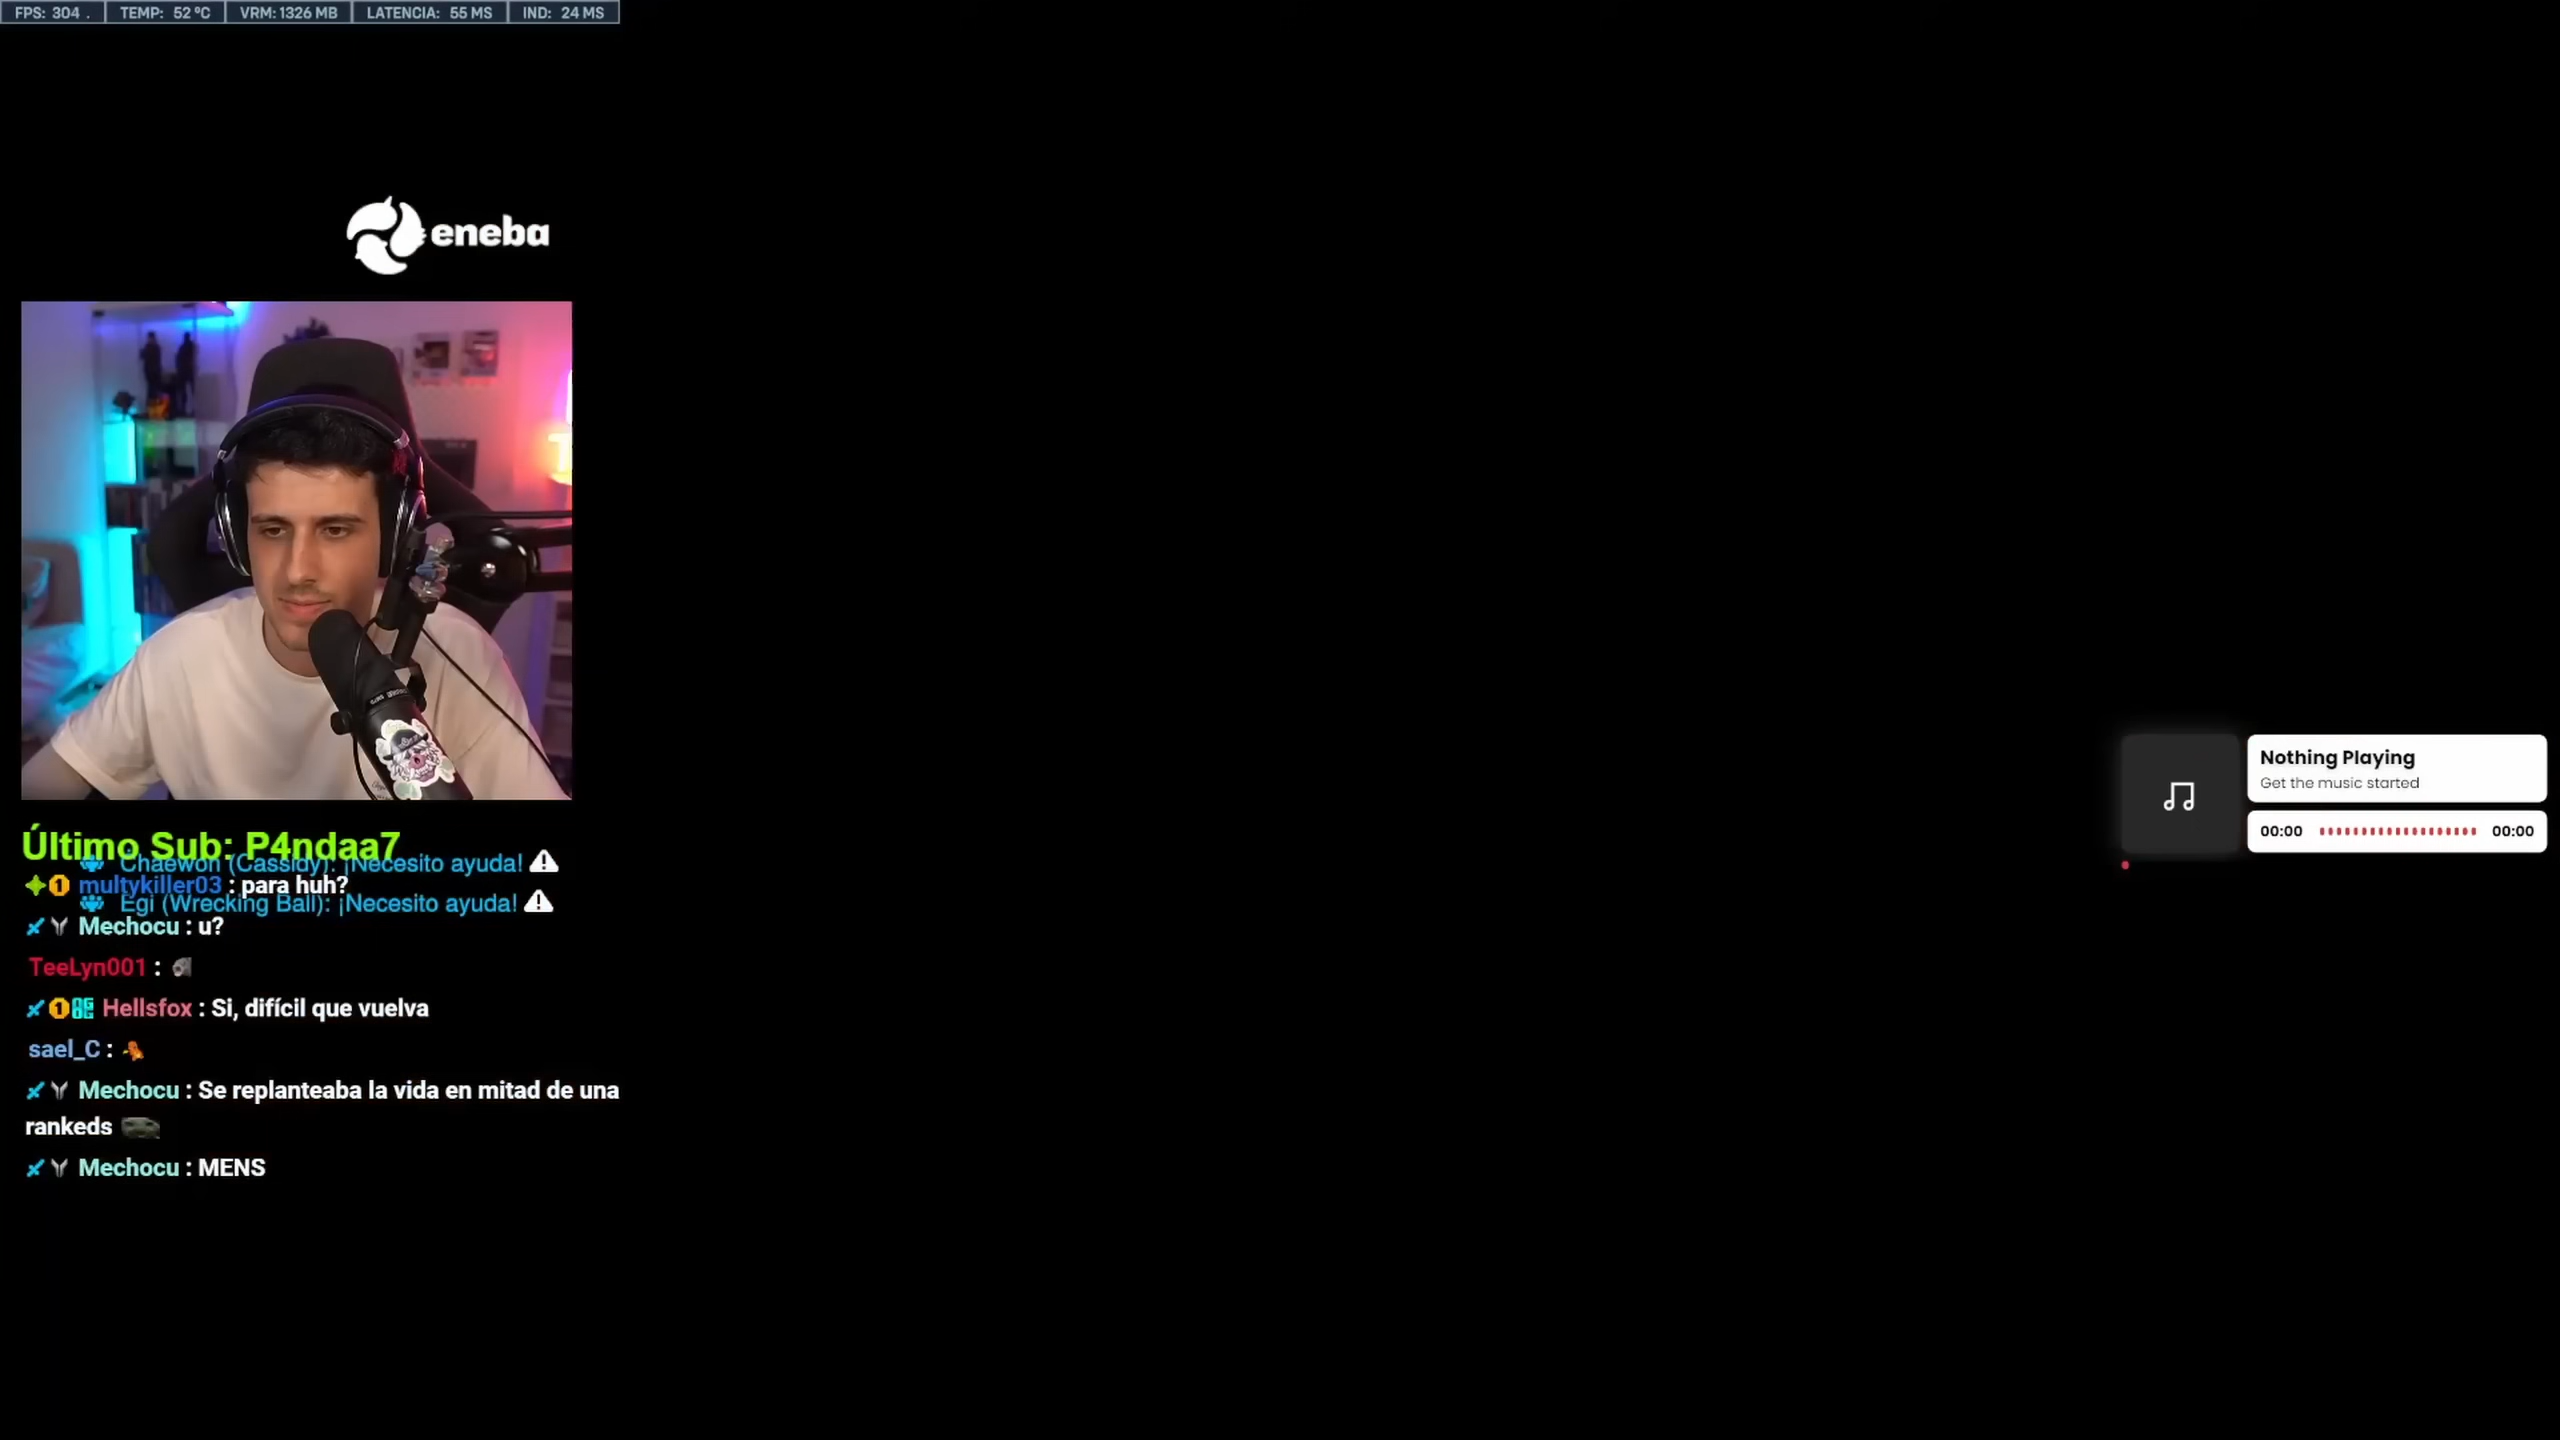 FPS: 304 . TEMP: 52 ºC VRM: 1326 MB LATENCIA: 55 MS IND: 24 MS
eneba
Último Sub: P4ndaa7
Chaewon (Cassidy): ¡Necesito ayuda!
multykiller03 : para huh?
Egi (Wrecking Ball): ¡Necesito ayuda!
Mechocu : u?
TeeLyn001 :
Hellsfox : Si, difícil que vuelva
sael_C :
Mechocu : Se replanteaba la vida en mitad de una
rankeds
Mechocu : MENS
Nothing Playing
Get the music started
00:00 00:00